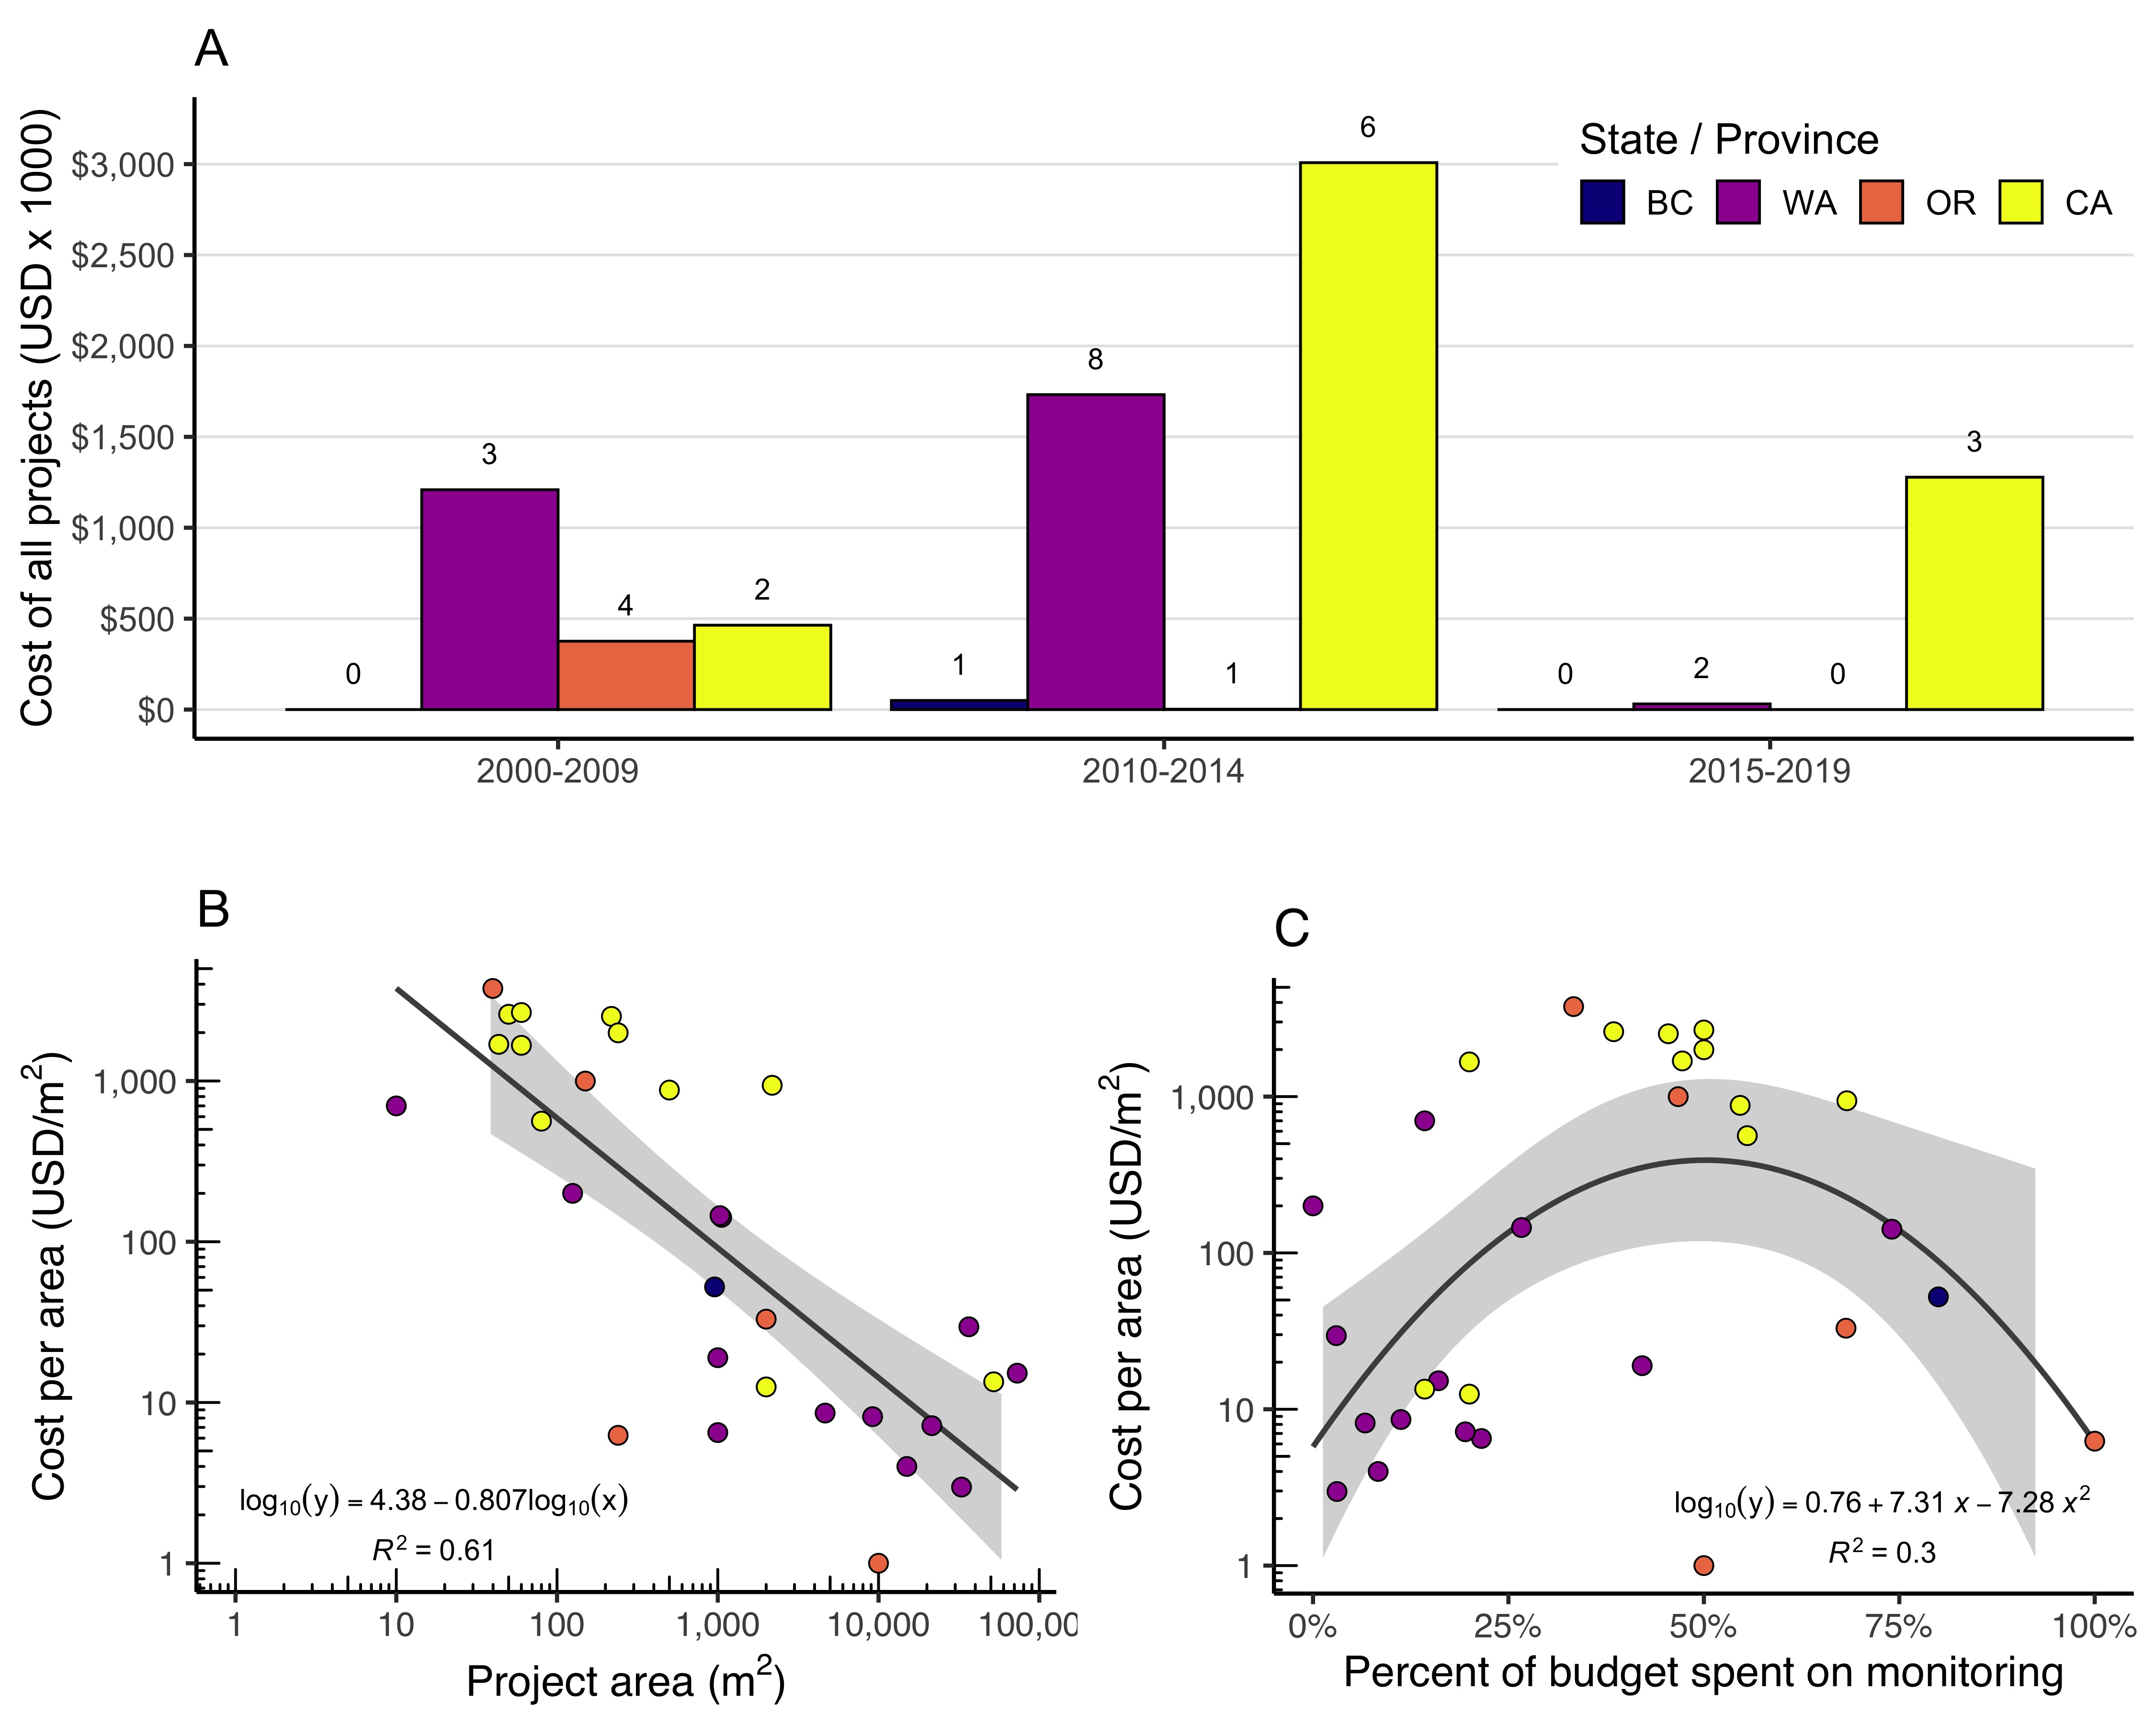 A
Cost of all projects (USD x 1000)
$3,000
$2,500
$2,000
$1,500
$1,000
$500
$0
State / Province
BC WA OR CA
0 3 4 2
1 8 1 6
0 2 0 3
2000-2009 2010-2014 2015-2019
B
Cost per area (USD/m²)
1,000
100
10
1
log₁₀(y) = 4.38 – 0.807log₁₀(x)
R² = 0.61
1 10 100 1,000 10,000 100,00
Project area (m²)
C
Cost per area (USD/m²)
1,000
100
10
1
log₁₀(y) = 0.76 + 7.31 x – 7.28 x²
R² = 0.3
0% 25% 50% 75% 100%
Percent of budget spent on monitoring